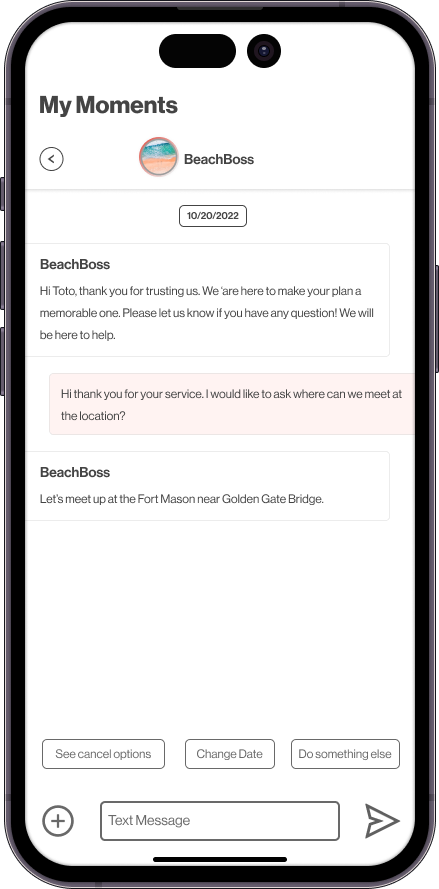 My Moments
BeachBoss
10/20/2022
BeachBoss
Hi Toto, thank you for trusting us. We ‘are here to make your plan a
memorable one. Please let us know if you have any question! We will
be here to help.
Hi thank you for your service. I would like to ask where can we meet at
the location?
BeachBoss
Let’s meet up at the Fort Mason near Golden Gate Bridge.
See cancel options
Change Date
Do something else
Text Message